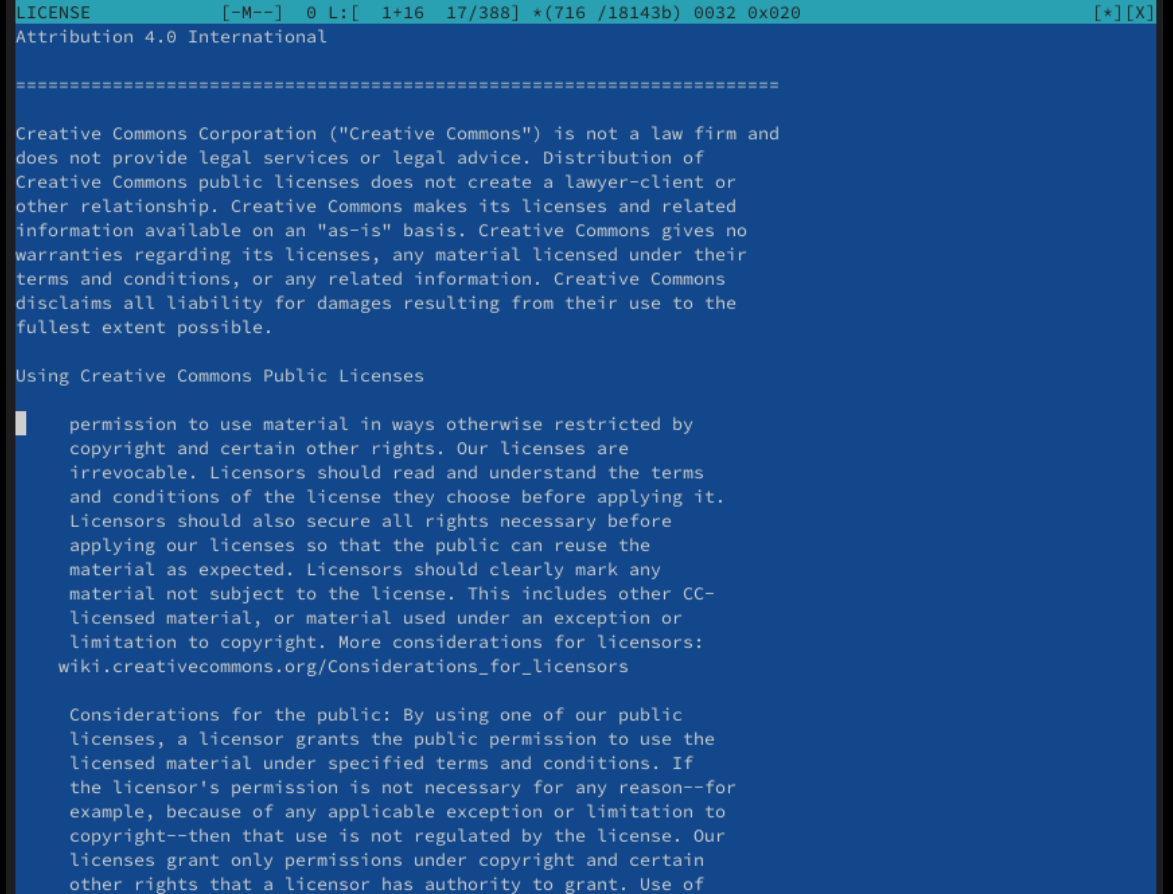 LICENSE            [-M--]  0 L:[  1+16  17/388] *(716 /18143b) 0032 0x020                           [*][X]
Attribution 4.0 International

=======================================================================

Creative Commons Corporation ("Creative Commons") is not a law firm and
does not provide legal services or legal advice. Distribution of
Creative Commons public licenses does not create a lawyer-client or
other relationship. Creative Commons makes its licenses and related
information available on an "as-is" basis. Creative Commons gives no
warranties regarding its licenses, any material licensed under their
terms and conditions, or any related information. Creative Commons
disclaims all liability for damages resulting from their use to the
fullest extent possible.

Using Creative Commons Public Licenses

     permission to use material in ways otherwise restricted by
     copyright and certain other rights. Our licenses are
     irrevocable. Licensors should read and understand the terms
     and conditions of the license they choose before applying it.
     Licensors should also secure all rights necessary before
     applying our licenses so that the public can reuse the
     material as expected. Licensors should clearly mark any
     material not subject to the license. This includes other CC-
     licensed material, or material used under an exception or
     limitation to copyright. More considerations for licensors:
    wiki.creativecommons.org/Considerations_for_licensors

     Considerations for the public: By using one of our public
     licenses, a licensor grants the public permission to use the
     licensed material under specified terms and conditions. If
     the licensor's permission is not necessary for any reason--for
     example, because of any applicable exception or limitation to
     copyright--then that use is not regulated by the license. Our
     licenses grant only permissions under copyright and certain
     other rights that a licensor has authority to grant. Use of